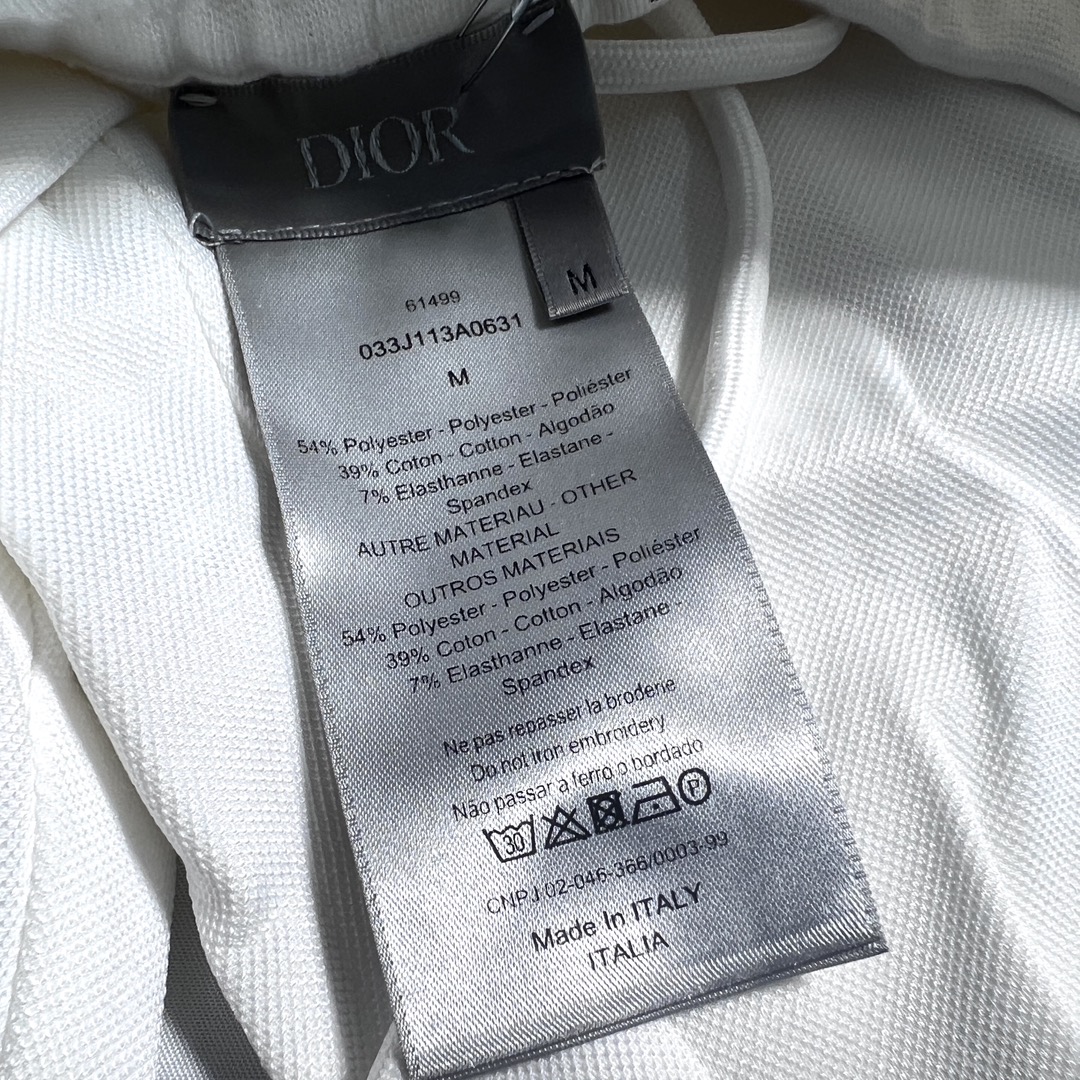 DIOR
M
61499
033J113A0631
M
54% Polyester - Polyester - Poliéster
39% Coton - Cotton - Algodão
7% Elasthanne - Elastane -
Spandex
AUTRE MATERIAU - OTHER
MATERIAL
OUTROS MATERIAIS
54% Polyester - Polyester - Poliéster
39% Coton - Cotton - Algodão
7% Elasthanne - Elastane -
Spandex
Ne pas repasser la broderie
Do not iron embroidery
Não passar a ferro o bordado
30 P
CNPJ 02-046-366/0003-99
Made In ITALY
ITALIA